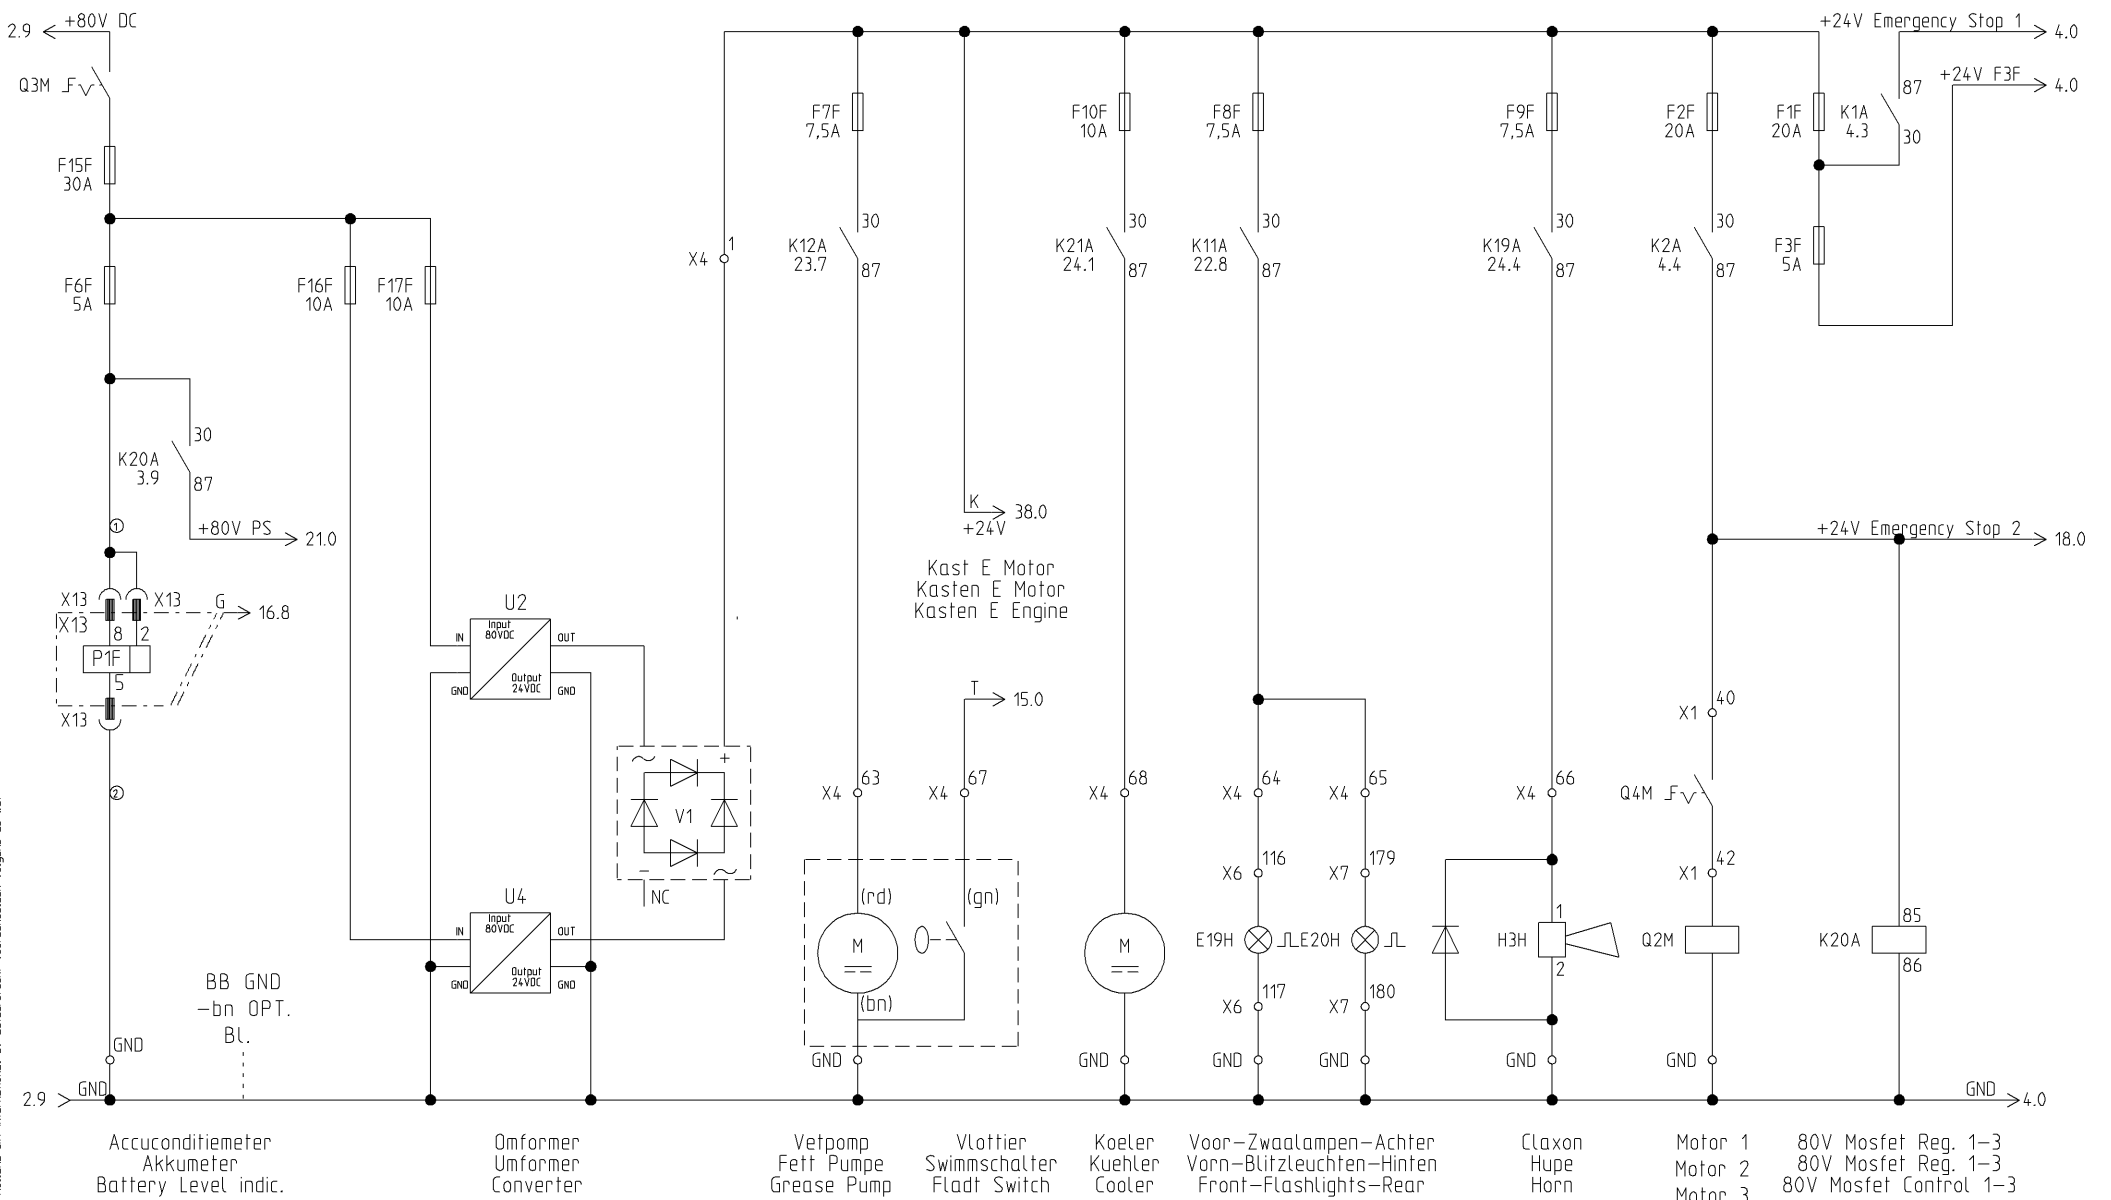 +80V DC
2.9
Q3M
F15F
30A
F6F
5A
F16F
10A
F17F
10A
K20A
3.9
30
87
+80V PS
21.0
1
X13
X13
X13
G
16.8
8
2
P1F
5
X13
2
GND
GND
2.9
BB GND
-bn OPT.
Bl.
U2
Input
80VDC
IN
OUT
Output
24VDC
GND
GND
U4
Input
80VDC
IN
OUT
Output
24VDC
GND
GND
V1
+
-
NC
X4
1
F7F
7,5A
K12A
23.7
30
87
X4
63
(rd)
M
(bn)
GND
K
38.0
+24V
Kast E Motor
Kasten E Motor
Kasten E Engine
T
15.0
X4
67
(gn)
F10F
10A
K21A
24.1
30
87
X4
68
M
GND
F8F
7,5A
K11A
22.8
30
87
X4
64
X6
116
E19H
X6
117
GND
X4
65
X7
179
E20H
X7
180
GND
F9F
7,5A
K19A
24.4
30
87
X4
66
1
H3H
2
GND
F2F
20A
K2A
4.4
30
87
X1
40
Q4M
X1
42
Q2M
GND
F1F
20A
F3F
5A
K1A
4.3
87
30
+24V Emergency Stop 1
4.0
+24V F3F
4.0
+24V Emergency Stop 2
18.0
85
K20A
86
GND
4.0
Accuconditiemeter
Akkumeter
Battery Level indic.
Omformer
Umformer
Converter
Vetpomp
Fett Pumpe
Grease Pump
Vlottier
Swimmschalter
Fladt Switch
Koeler
Kuehler
Cooler
Voor-Zwaalampen-Achter
Vorn-Blitzleuchten-Hinten
Front-Flashlights-Rear
Claxon
Hupe
Horn
Motor 1
Motor 2
Motor 3
80V Mosfet Reg. 1-3
80V Mosfet Reg. 1-3
80V Mosfet Control 1-3